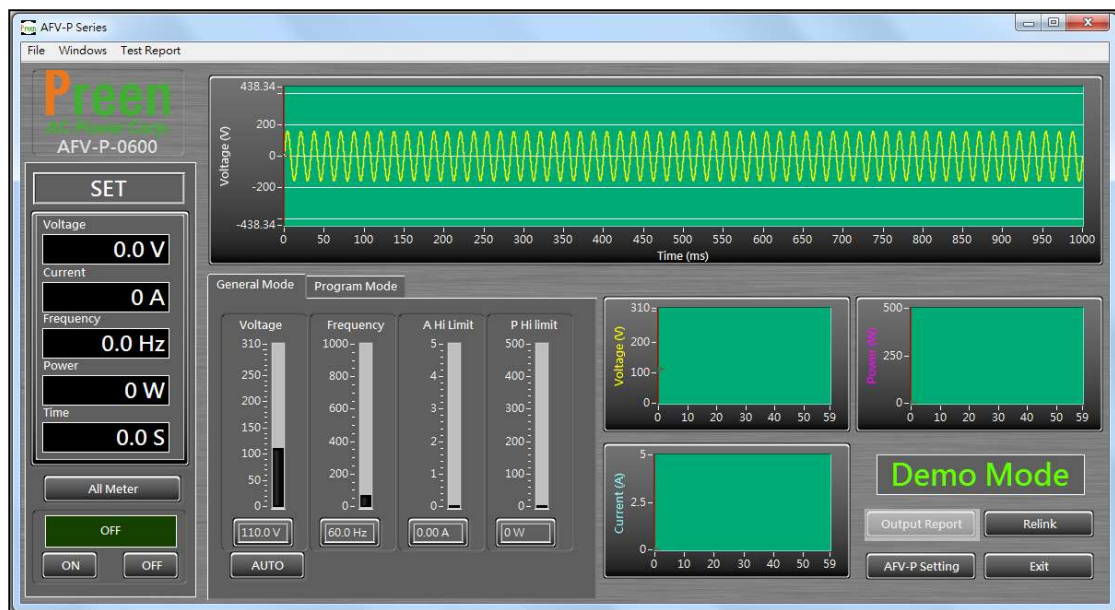 Preen AFV-P Series
File Windows Test Report
Preen
AC Power Corp.
AFV-P-0600
SET
Voltage
0.0 V
Current
0 A
Frequency
0.0 Hz
Power
0 W
Time
0.0 S
All Meter
OFF
ON OFF
Voltage (V)
438.34
200
0
-200
-438.34
0 50 100 150 200 250 300 350 400 450 500 550 600 650 700 750 800 850 900 950 1000
Time (ms)
General Mode Program Mode
Voltage Frequency A Hi Limit P Hi limit
310 1000 5 500
250 800 4 400
200 600 3 300
150 400 2 200
100 200 1 100
50 0 0 0
0
110.0 V 60.0 Hz 0.00 A 0 W
AUTO
Voltage (V)
310
200
100
0
0 10 20 30 40 50 59
Power (W)
500
250
0
0 10 20 30 40 50 59
Current (A)
5
2.5
0
0 10 20 30 40 50 59
Demo Mode
Output Report Relink
AFV-P Setting Exit